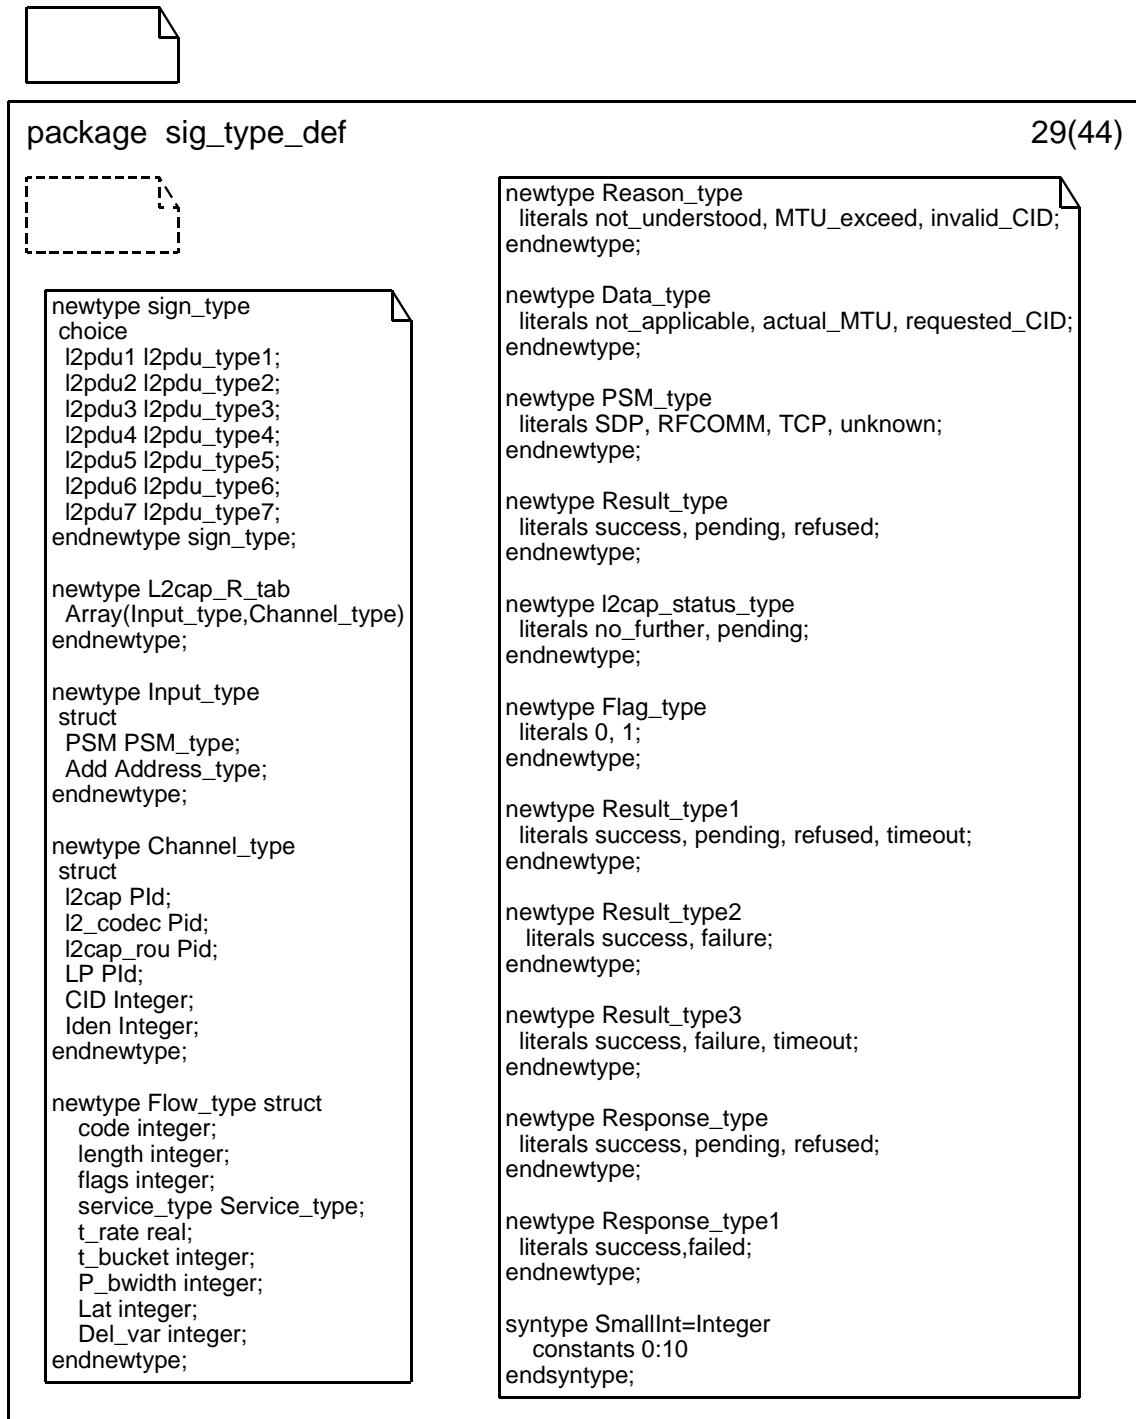 package sig_type_def
29(44)
newtype sign_type
choice
l2pdu1 l2pdu_type1;
l2pdu2 l2pdu_type2;
l2pdu3 l2pdu_type3;
l2pdu4 l2pdu_type4;
l2pdu5 l2pdu_type5;
l2pdu6 l2pdu_type6;
l2pdu7 l2pdu_type7;
endnewtype sign_type;
newtype L2cap_R_tab
Array(Input_type,Channel_type)
endnewtype;
newtype Input_type
struct
PSM PSM_type;
Add Address_type;
endnewtype;
newtype Channel_type
struct
l2cap PId;
l2_codec Pid;
l2cap_rou Pid;
LP PId;
CID Integer;
Iden Integer;
endnewtype;
newtype Flow_type struct
code integer;
length integer;
flags integer;
service_type Service_type;
t_rate real;
t_bucket integer;
P_bwidth integer;
Lat integer;
Del_var integer;
endnewtype;
newtype Reason_type
literals not_understood, MTU_exceed, invalid_CID;
endnewtype;
newtype Data_type
literals not_applicable, actual_MTU, requested_CID;
endnewtype;
newtype PSM_type
literals SDP, RFCOMM, TCP, unknown;
endnewtype;
newtype Result_type
literals success, pending, refused;
endnewtype;
newtype l2cap_status_type
literals no_further, pending;
endnewtype;
newtype Flag_type
literals 0, 1;
endnewtype;
newtype Result_type1
literals success, pending, refused, timeout;
endnewtype;
newtype Result_type2
literals success, failure;
endnewtype;
newtype Result_type3
literals success, failure, timeout;
endnewtype;
newtype Response_type
literals success, pending, refused;
endnewtype;
newtype Response_type1
literals success,failed;
endnewtype;
syntype SmallInt=Integer
constants 0:10
endsyntype;